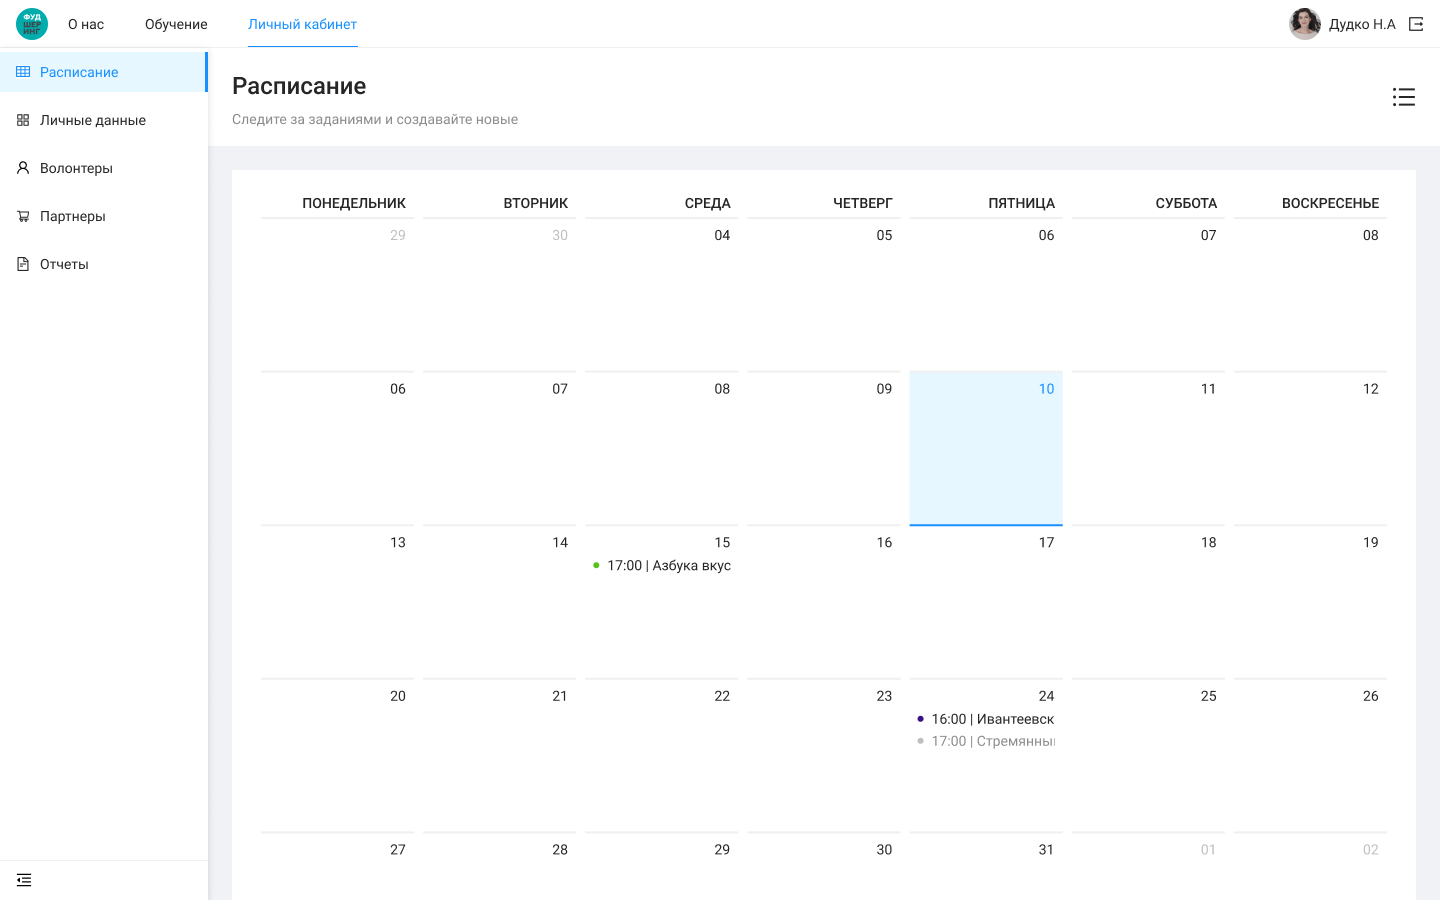 ФУД
ШЕР
ИНГ
О нас
Обучение
Личный кабинет
Дудко Н.А
Расписание
Личные данные
Волонтеры
Партнеры
Отчеты
Расписание
Следите за заданиями и создавайте новые
ПОНЕДЕЛЬНИК ВТОРНИК СРЕДА ЧЕТВЕРГ ПЯТНИЦА СУББОТА ВОСКРЕСЕНЬЕ
29 30 04 05 06 07 08
06 07 08 09 10 11 12
13 14 15 16 17 18 19
17:00 | Азбука вкус
20 21 22 23 24 25 26
16:00 | Ивантеевск
17:00 | Стремянны
27 28 29 30 31 01 02